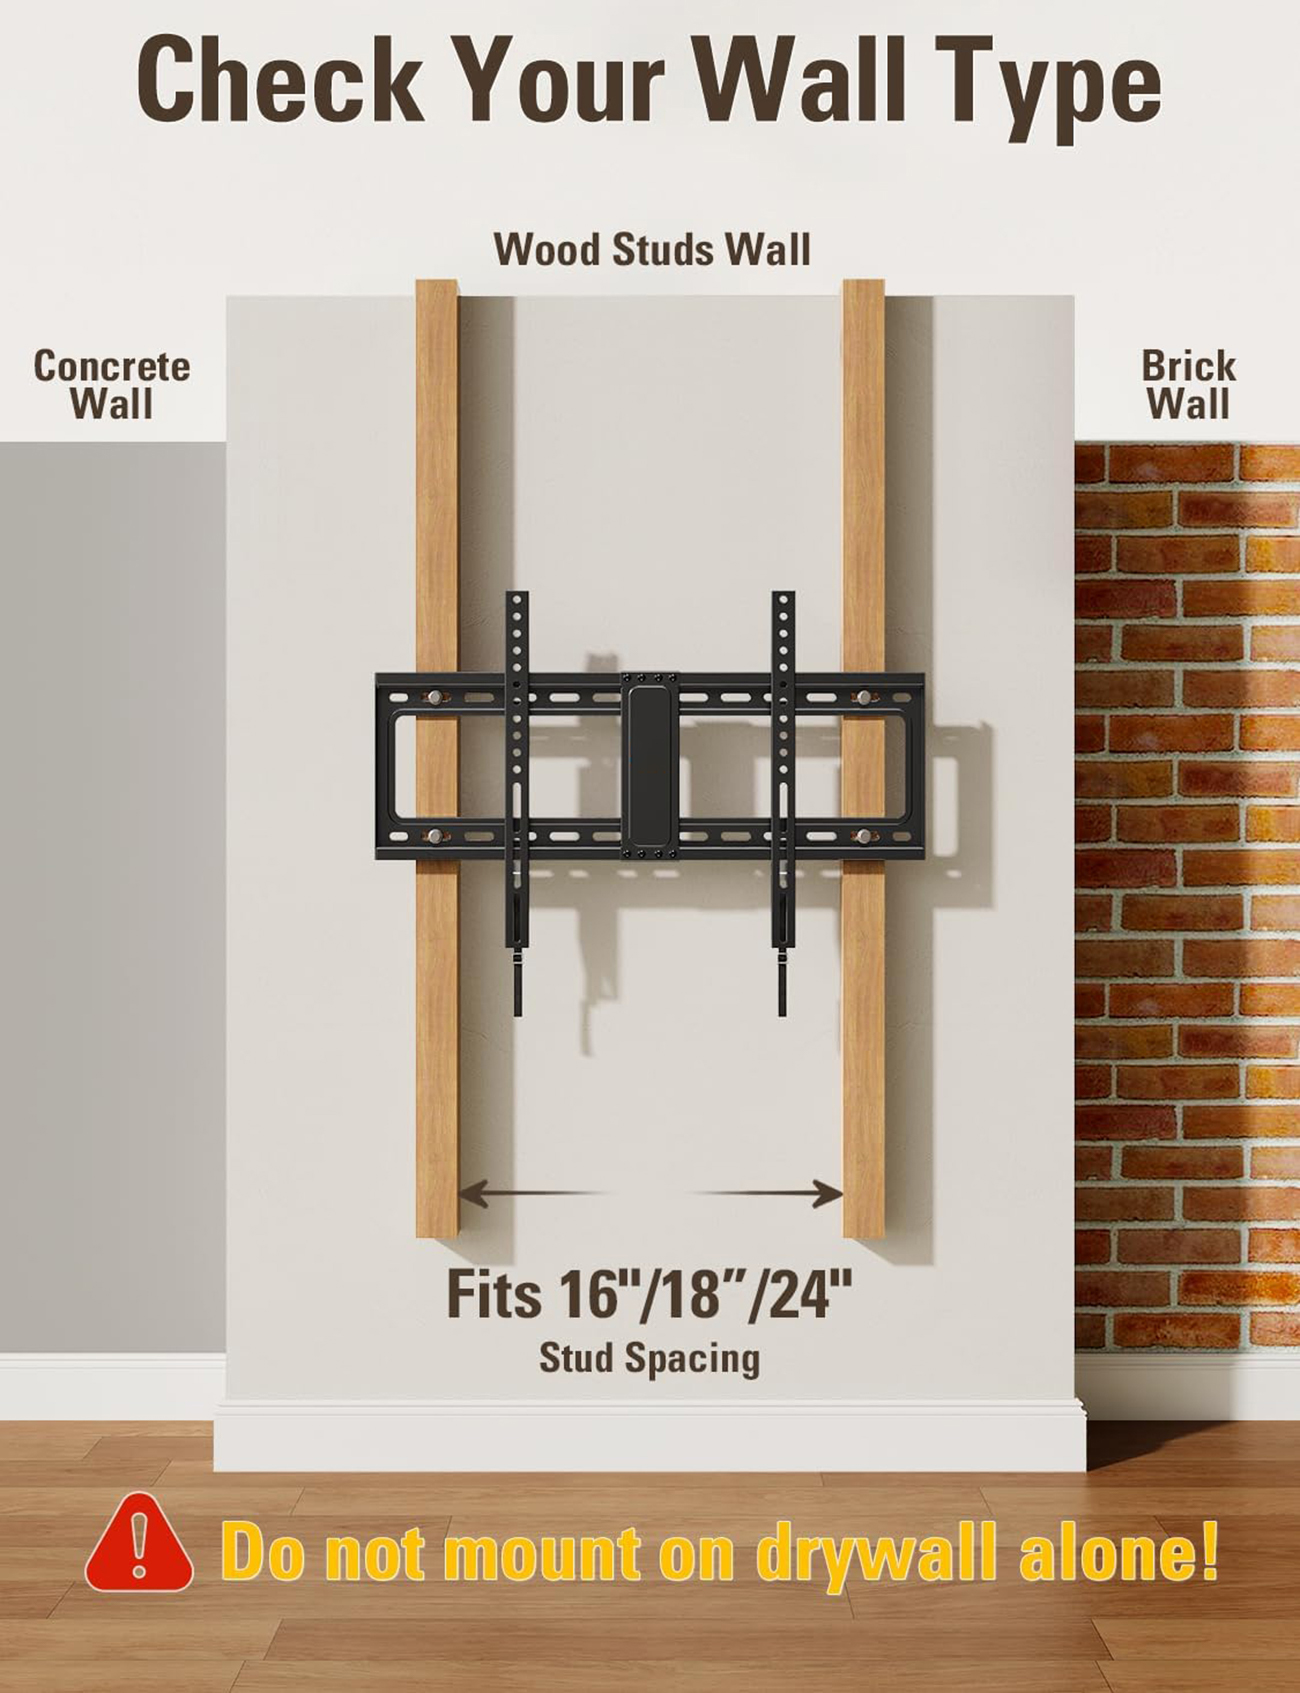 Check Your Wall Type
Wood Studs Wall
Concrete
Wall
Brick
Wall
Fits 16"/18”/24"
Stud Spacing
Do not mount on drywall alone!